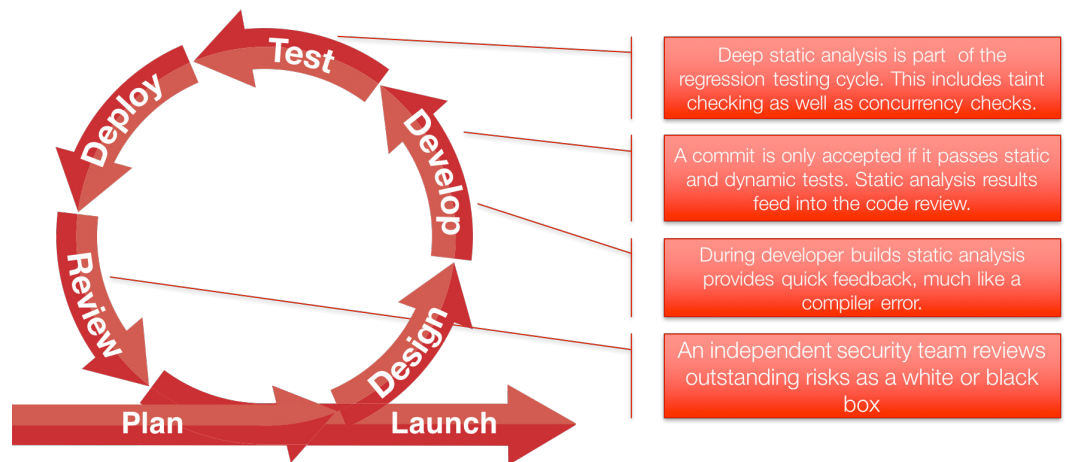 Test
Deploy
Develop
Review
Design
Plan
Launch
Deep static analysis is part of the
regression testing cycle. This includes taint
checking as well as concurrency checks.
A commit is only accepted if it passes static
and dynamic tests. Static analysis results
feed into the code review.
During developer builds static analysis
provides quick feedback, much like a
compiler error.
An independent security team reviews
outstanding risks as a white or black
box